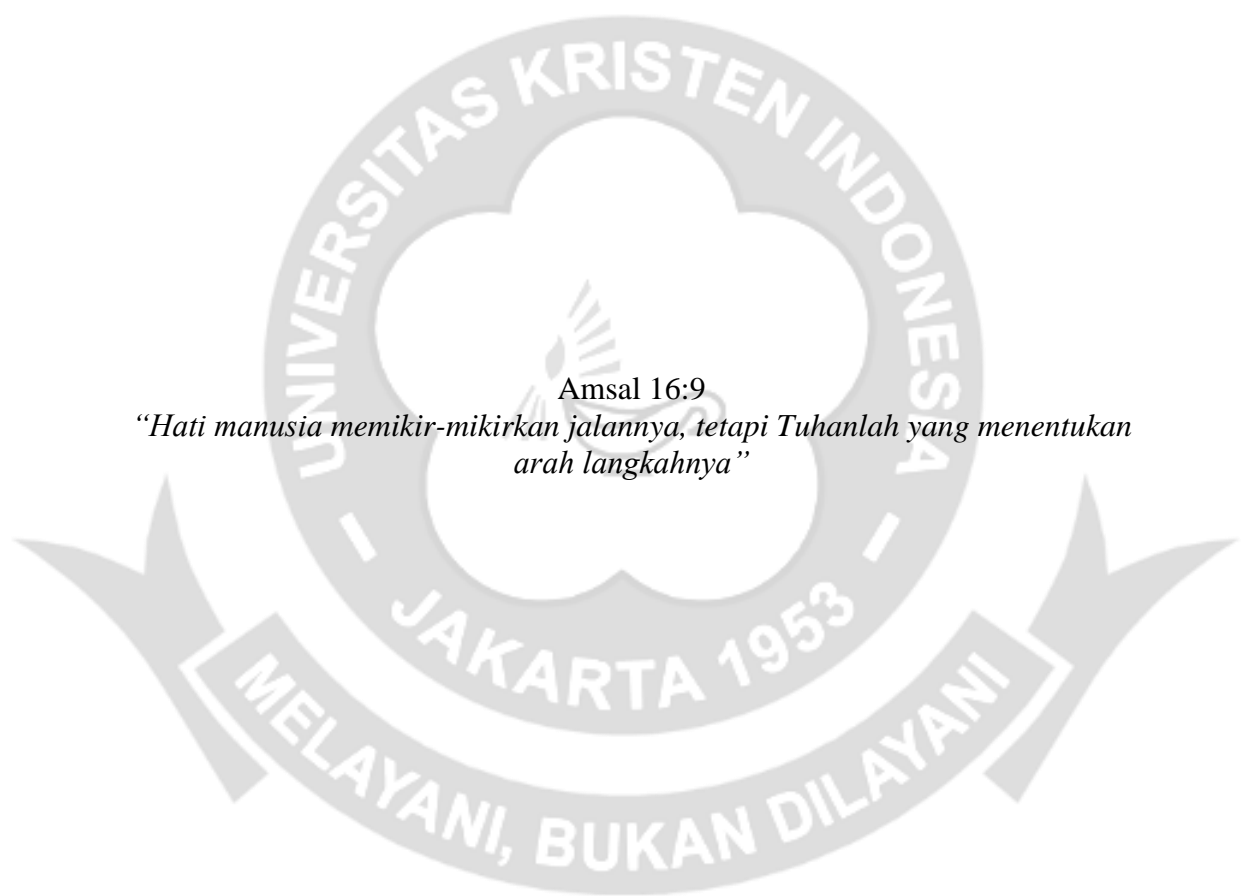 UNIVERSITAS KRISTEN INDONESIA
Amsal 16:9
“Hati manusia memikir-mikirkan jalannya, tetapi Tuhanlah yang menentukan
arah langkahnya”
- JAKARTA 1953 -
MELAYANI, BUKAN DILAYANI